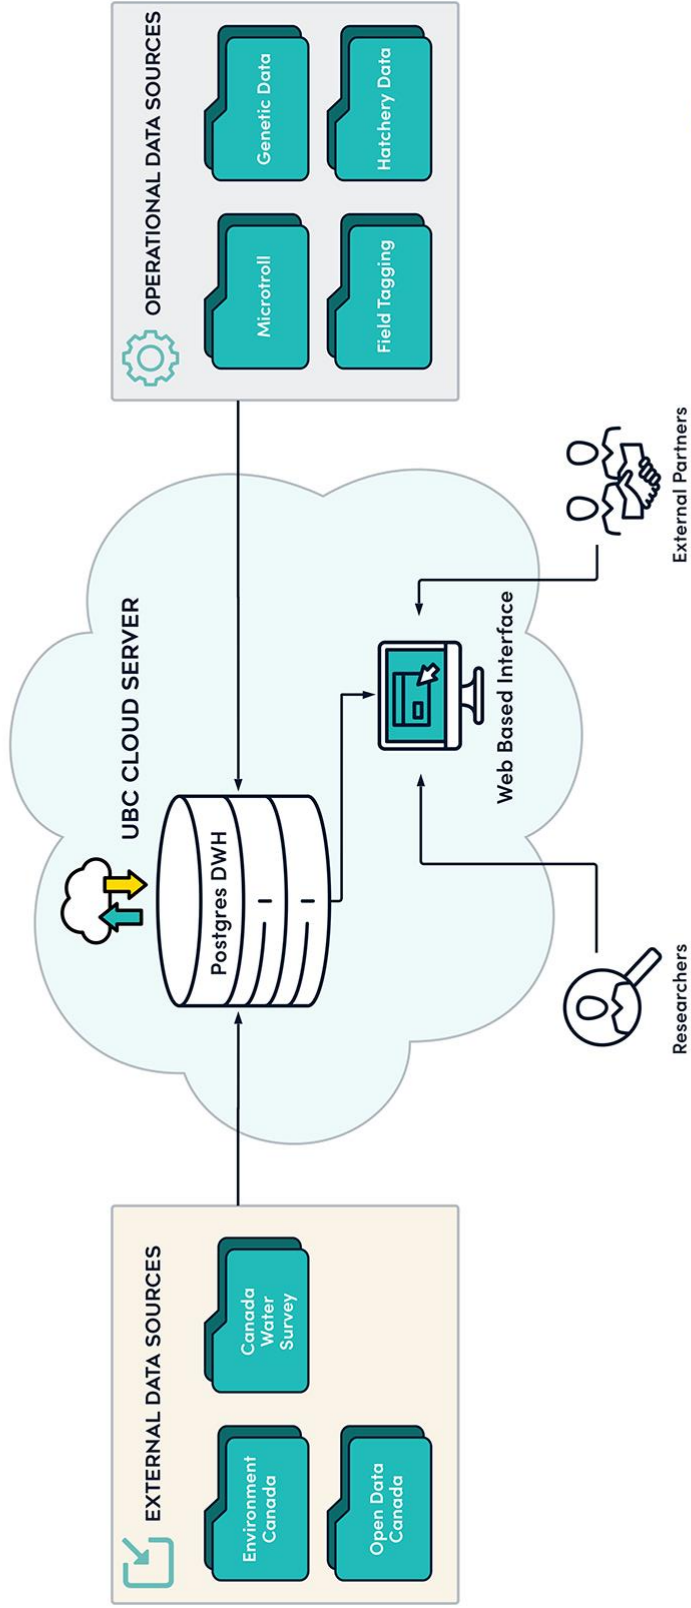 EXTERNAL DATA SOURCES
Environment
Canada
Canada
Water
Survey
Open Data
Canada
UBC CLOUD SERVER
Postgres DWH
Web Based Interface
Researchers
External Partners
OPERATIONAL DATA SOURCES
Microtroll
Genetic Data
Field Tagging
Hatchery Data